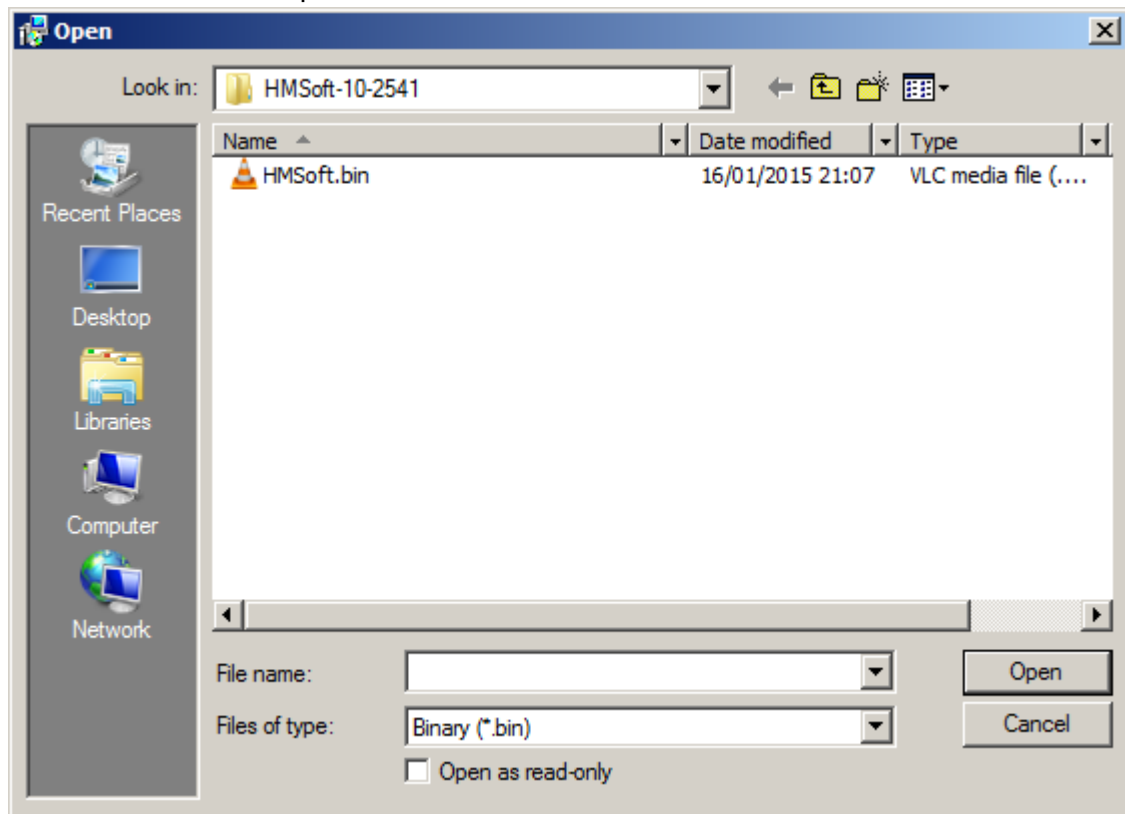 Open
Look in: HMSoft-10-2541
Name Date modified Type
HMSoft.bin 16/01/2015 21:07 VLC media file (....
Recent Places
Desktop
Libraries
Computer
Network
File name: Open
Files of type: Binary (*.bin) Cancel
Open as read-only